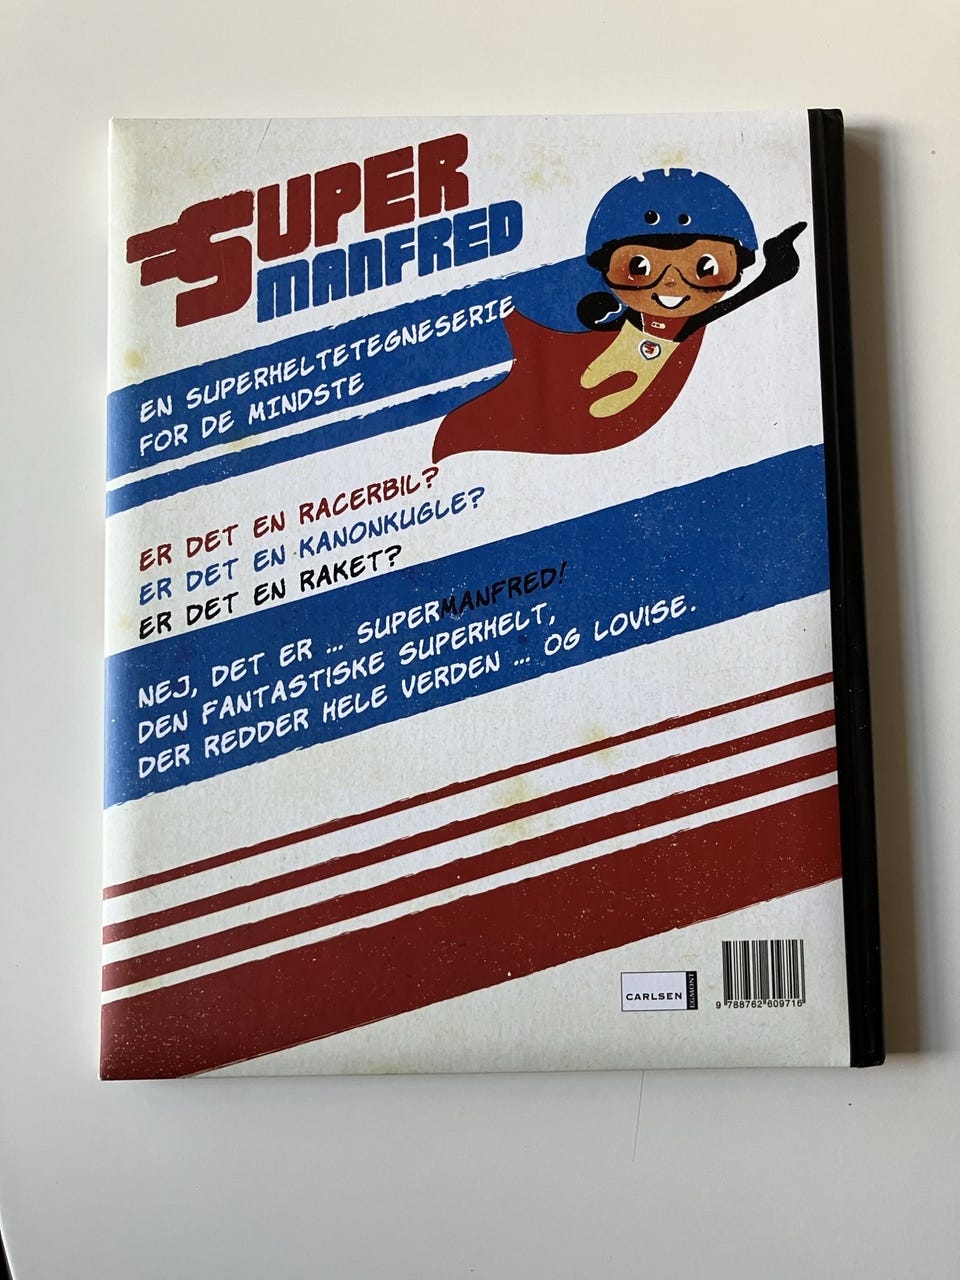 SUPER
MANFRED
EN SUPERHELTETEGNESERIE
FOR DE MINDSTE
ER DET EN RACERBIL?
ER DET EN KANONKUGLE?
ER DET EN RAKET?
NEJ, DET ER ... SUPERMANFRED!
DEN FANTASTISKE SUPERHELT,
DER REDDER HELE VERDEN ... OG LOVISE.
CARLSEN
EGMONT
9 788762 609716